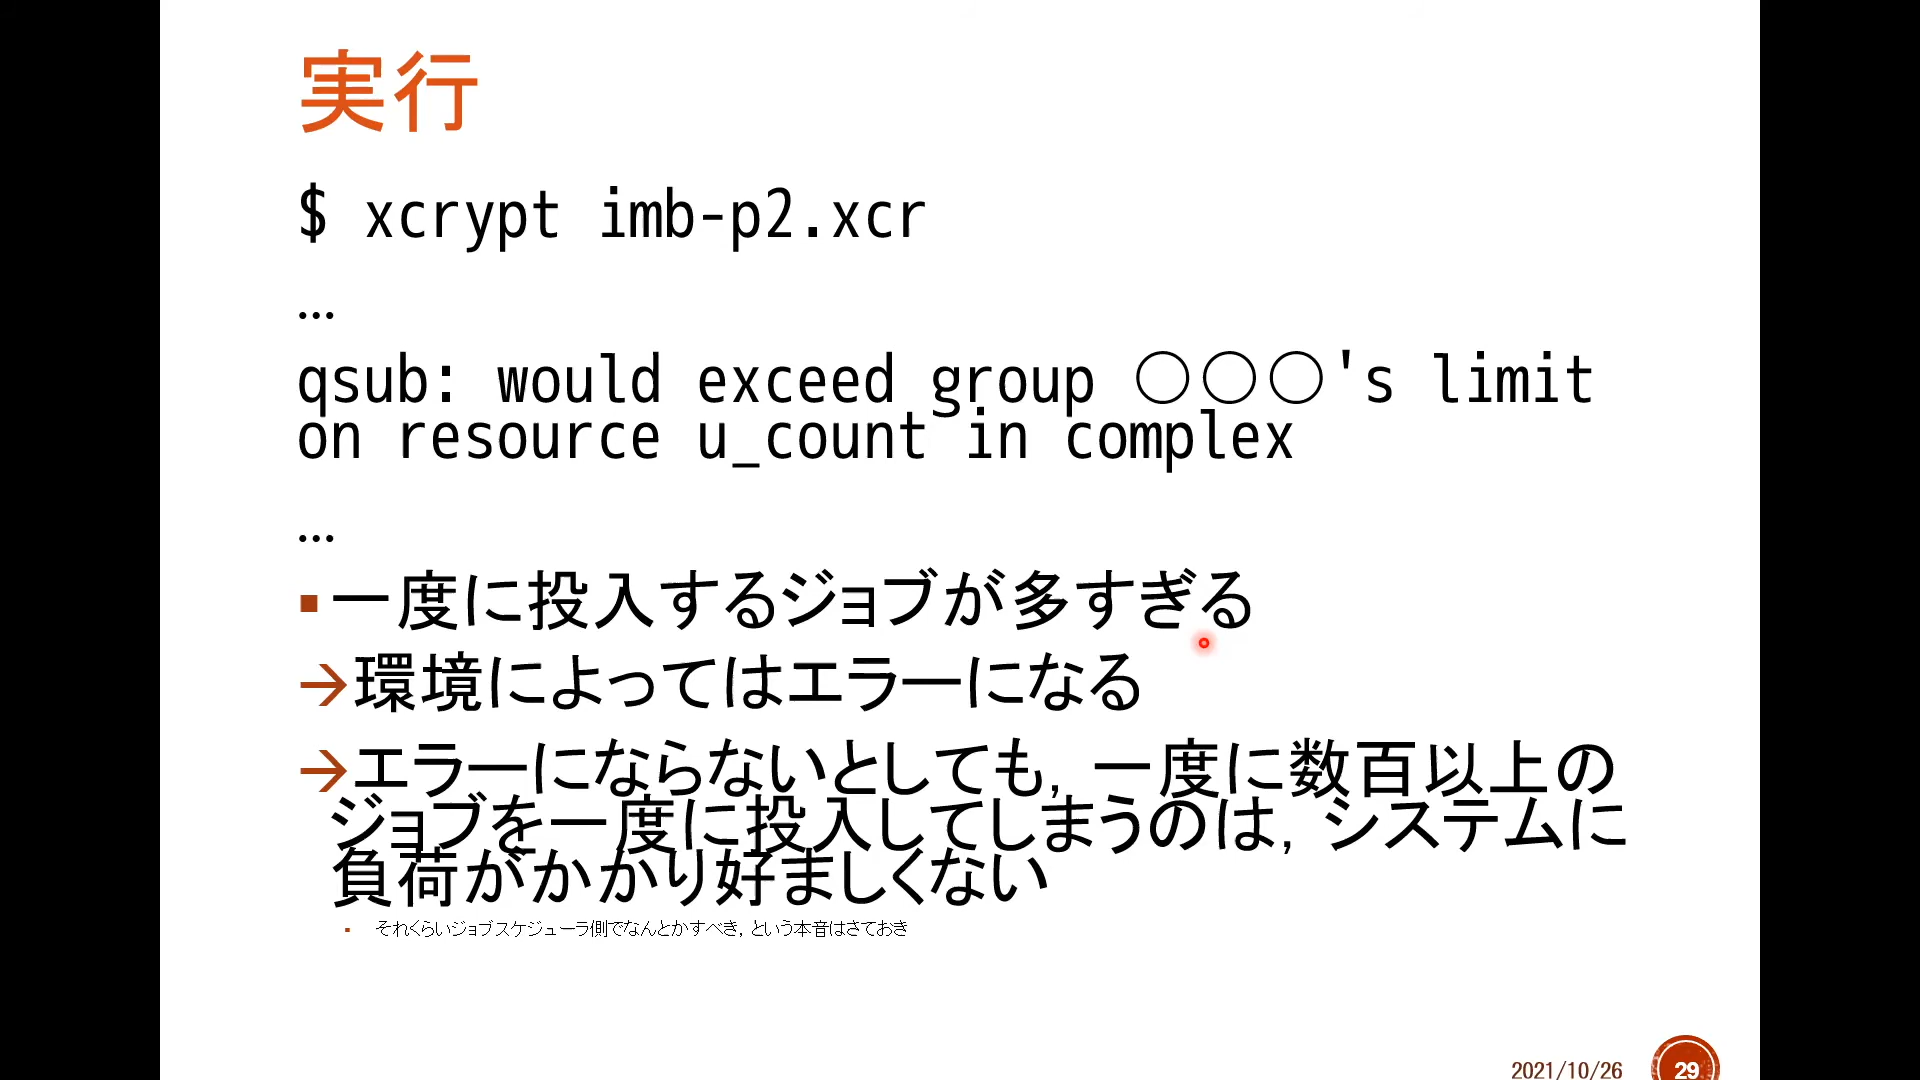 実行
$ xcrypt imb-p2.xcr
…
qsub: would exceed group 〇〇〇's limit
on resource u_count in complex
…
▪一度に投入するジョブが多すぎる
→環境によってはエラーになる
→エラーにならないとしても, 一度に数百以上の
ジョブを一度に投入してしまうのは, システムに
負荷がかかり好ましくない
▪ それくらいジョブスケジューラ側でなんとかすべき, という本音はさておき
2021/10/26
29